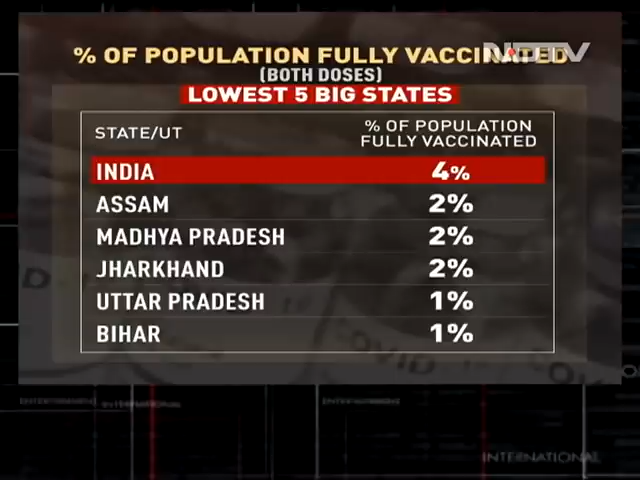 % OF POPULATION FULLY VACCINATED
NDTV
(BOTH DOSES)
LOWEST 5 BIG STATES
STATE/UT
% OF POPULATION
FULLY VACCINATED
INDIA 4%
ASSAM 2%
MADHYA PRADESH 2%
JHARKHAND 2%
UTTAR PRADESH 1%
BIHAR 1%
COVID
INTERNATIONAL